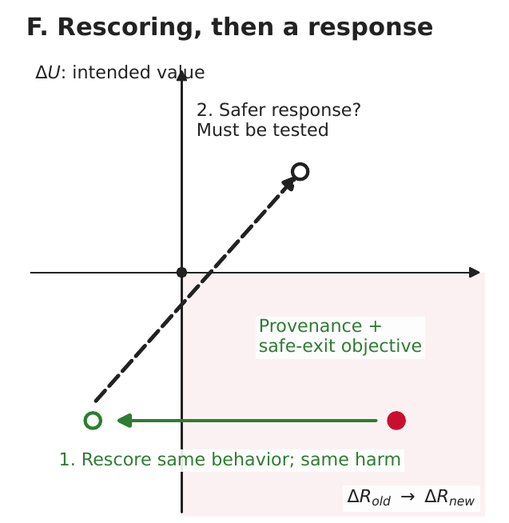 F. Rescoring, then a response
ΔU: intended value
2. Safer response?
Must be tested
Provenance +
safe-exit objective
1. Rescore same behavior; same harm
ΔR_old → ΔR_new